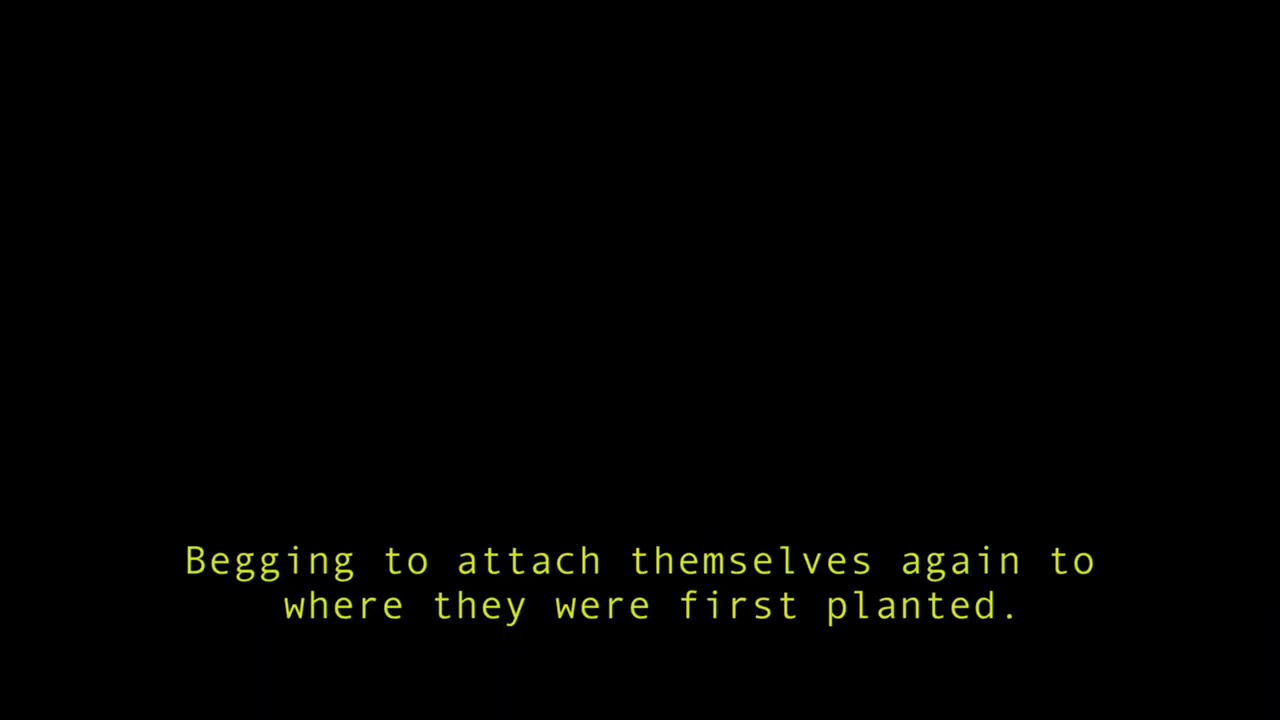 Begging to attach themselves again to
where they were first planted.